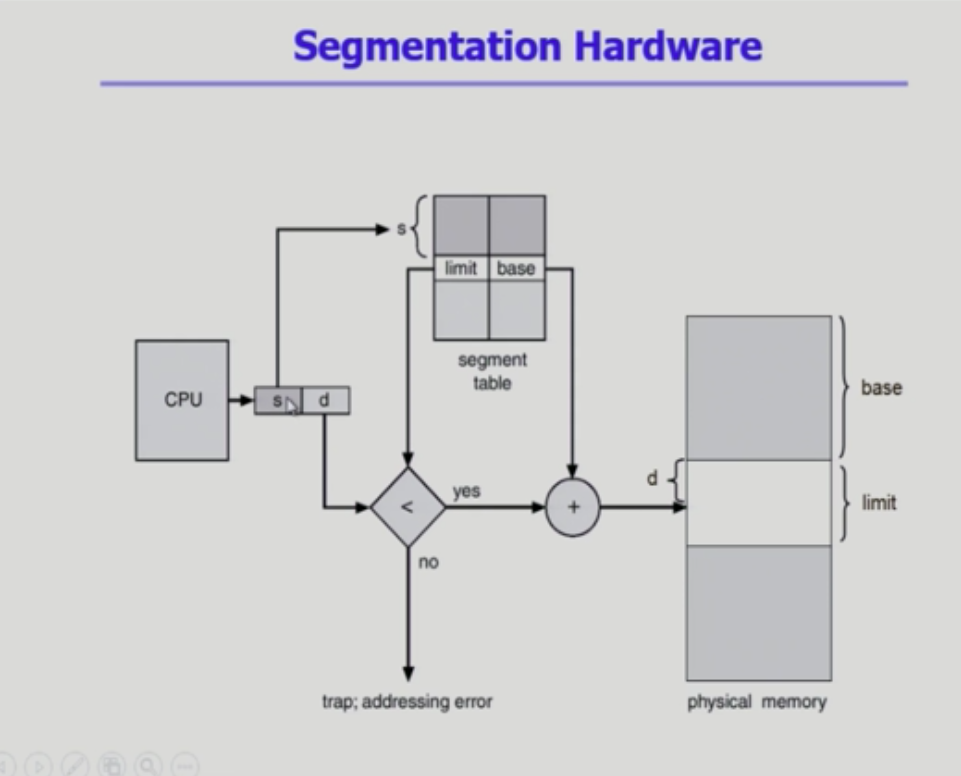 Segmentation Hardware
s
limit base
segment
table
CPU
s d
<
yes
+
d
base
limit
no
trap; addressing error
physical memory